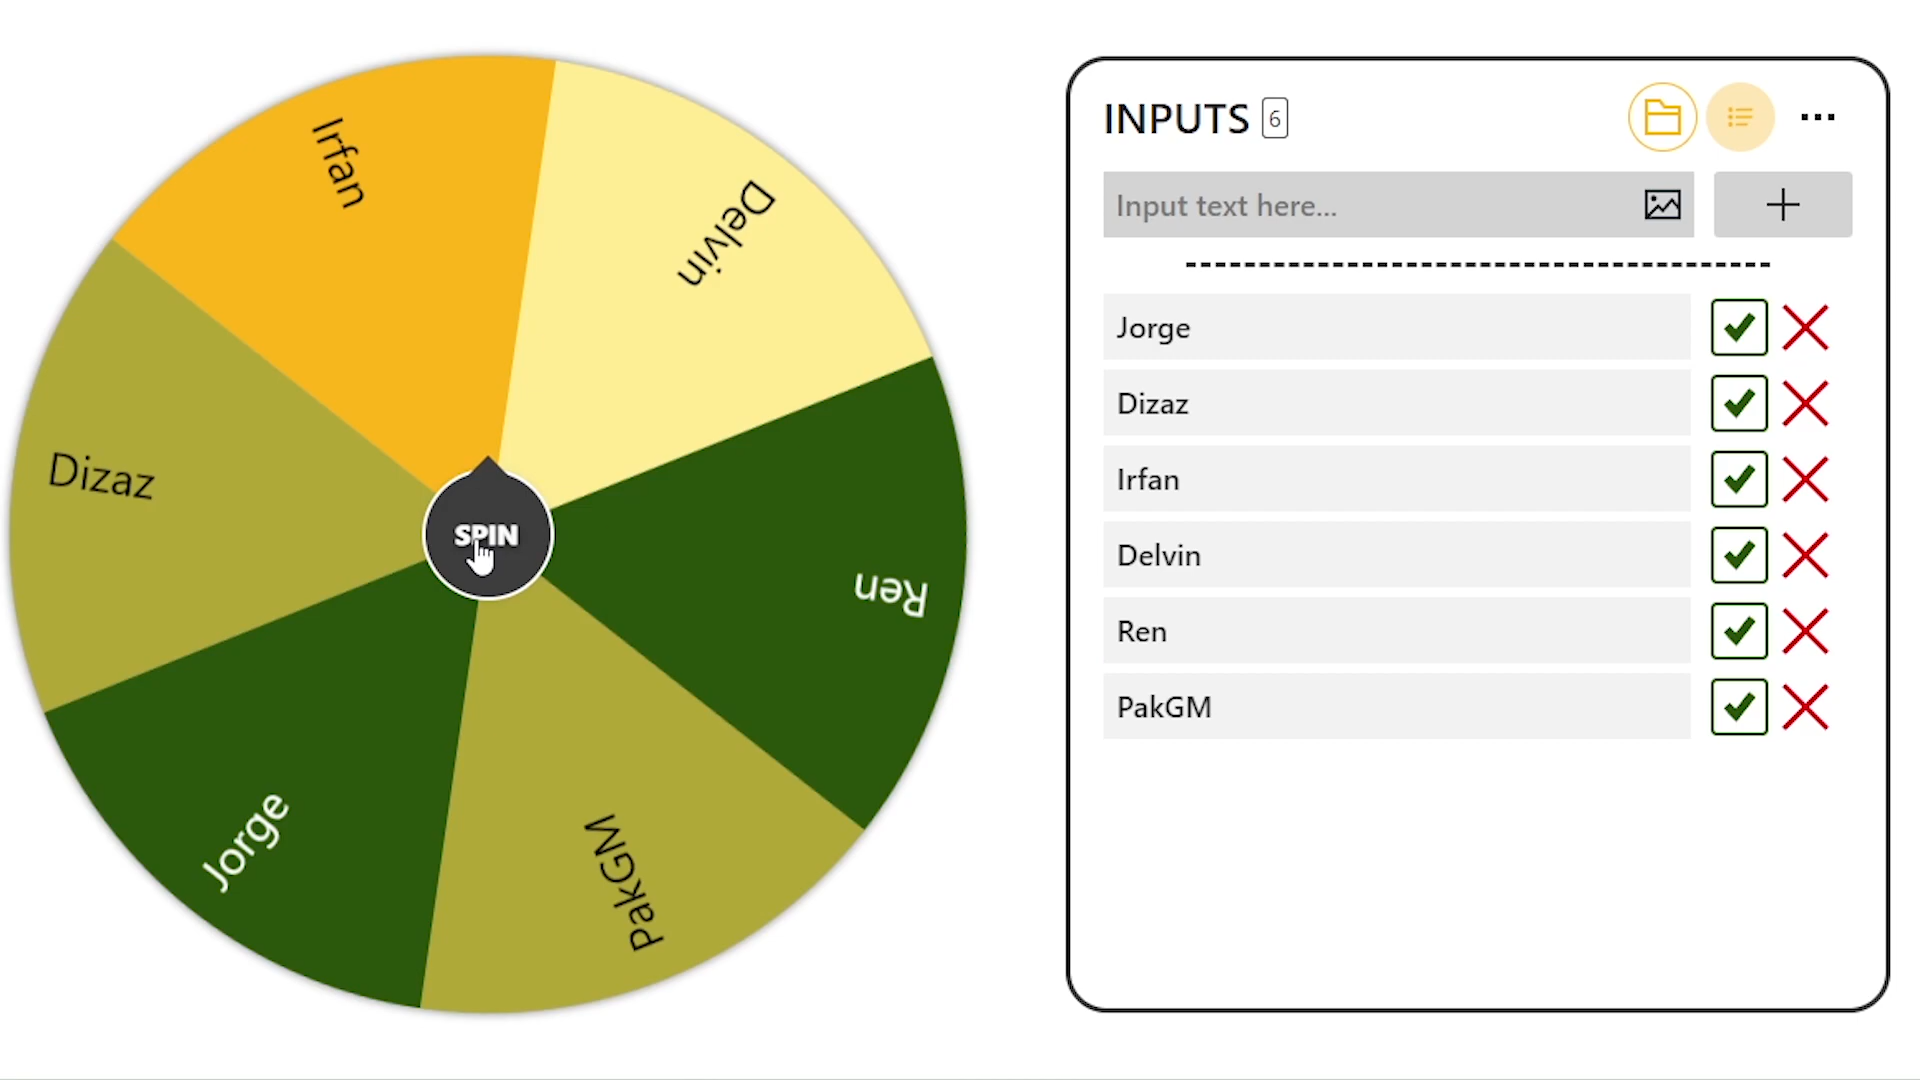 Irfan
Delvin
Dizaz
SPIN
Ren
Jorge
PakGM
INPUTS 6
Input text here...
Jorge
Dizaz
Irfan
Delvin
Ren
PakGM